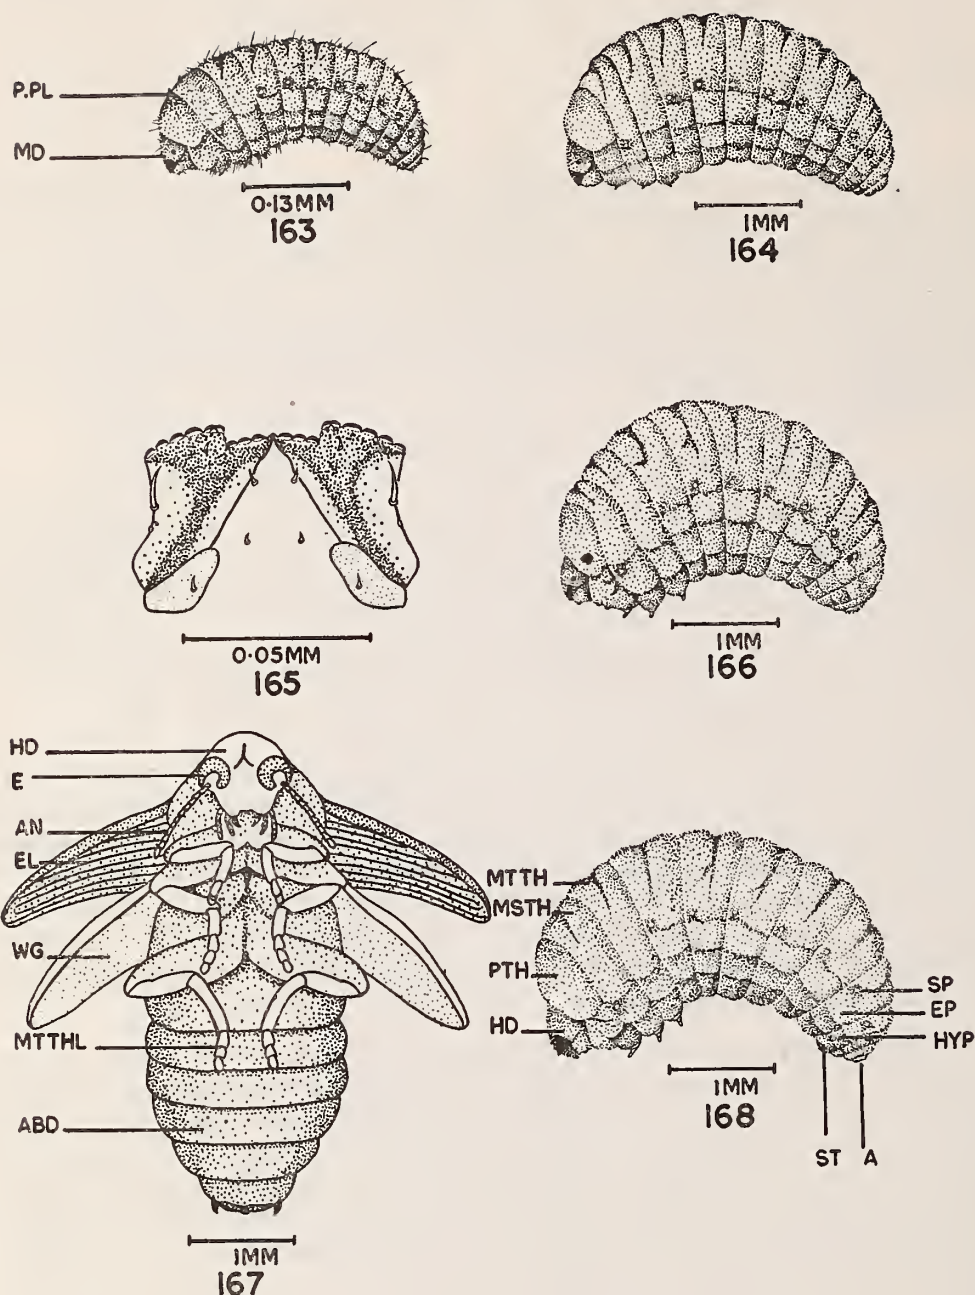 P.PL
MD
0·13MM
163
1MM
164
0·05MM
165
1MM
166
HD
E
AN
EL
WG
MTTHL
ABD
1MM
167
MTTH
MSTH
PTH
HD
SP
EP
HYP
1MM
168
ST A